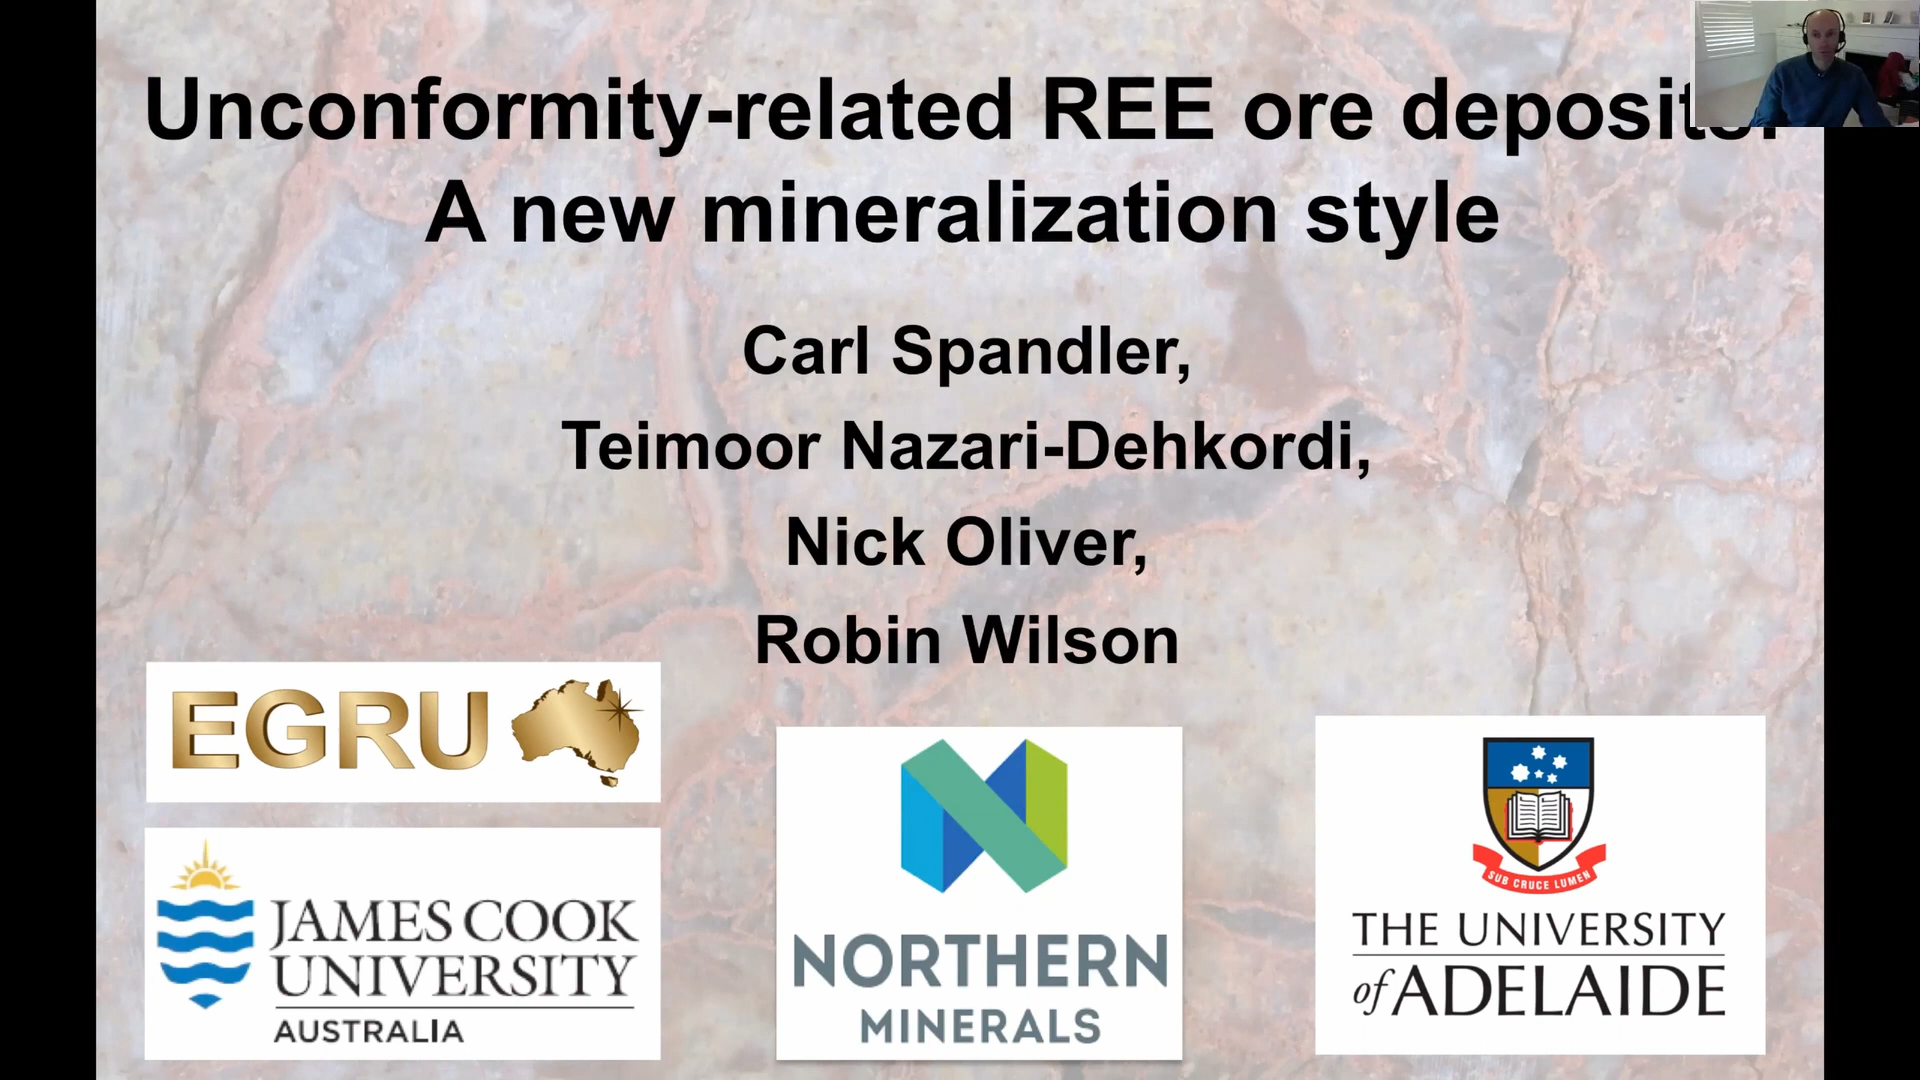 Unconformity-related REE ore deposits:
A new mineralization style
Carl Spandler,
Teimoor Nazari-Dehkordi,
Nick Oliver,
Robin Wilson
EGRU
JAMES COOK
UNIVERSITY
AUSTRALIA
NORTHERN
MINERALS
SUB CRUCE LUMEN
THE UNIVERSITY
of ADELAIDE